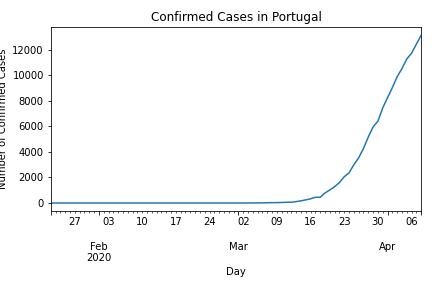 Confirmed Cases in Portugal
Number of Confirmed Cases
12000
10000
8000
6000
4000
2000
0
27 03 10 17 24 02 09 16 23 30 06
Feb Mar Apr
2020
Day